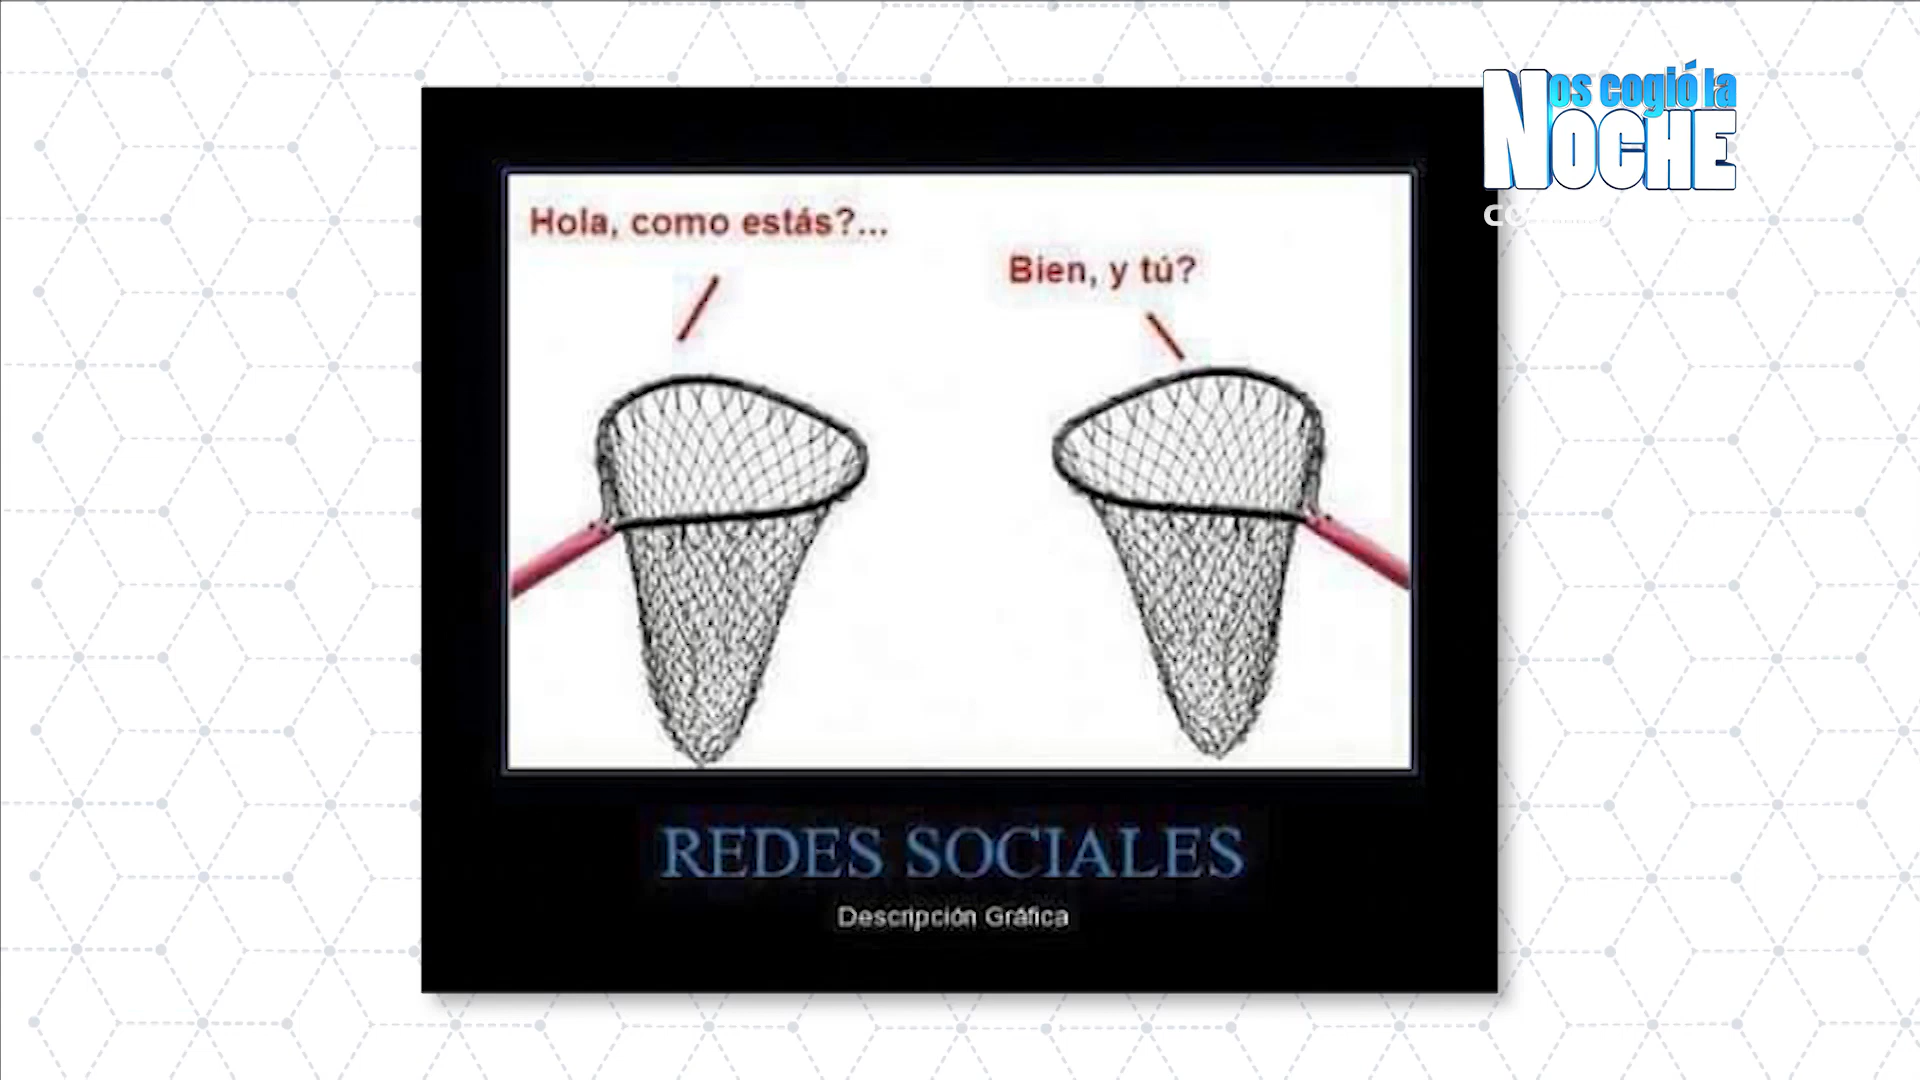 Nos cogió la
NOCHE
Hola, como estás?...
Bien, y tú?
REDES SOCIALES
Descripción Gráfica